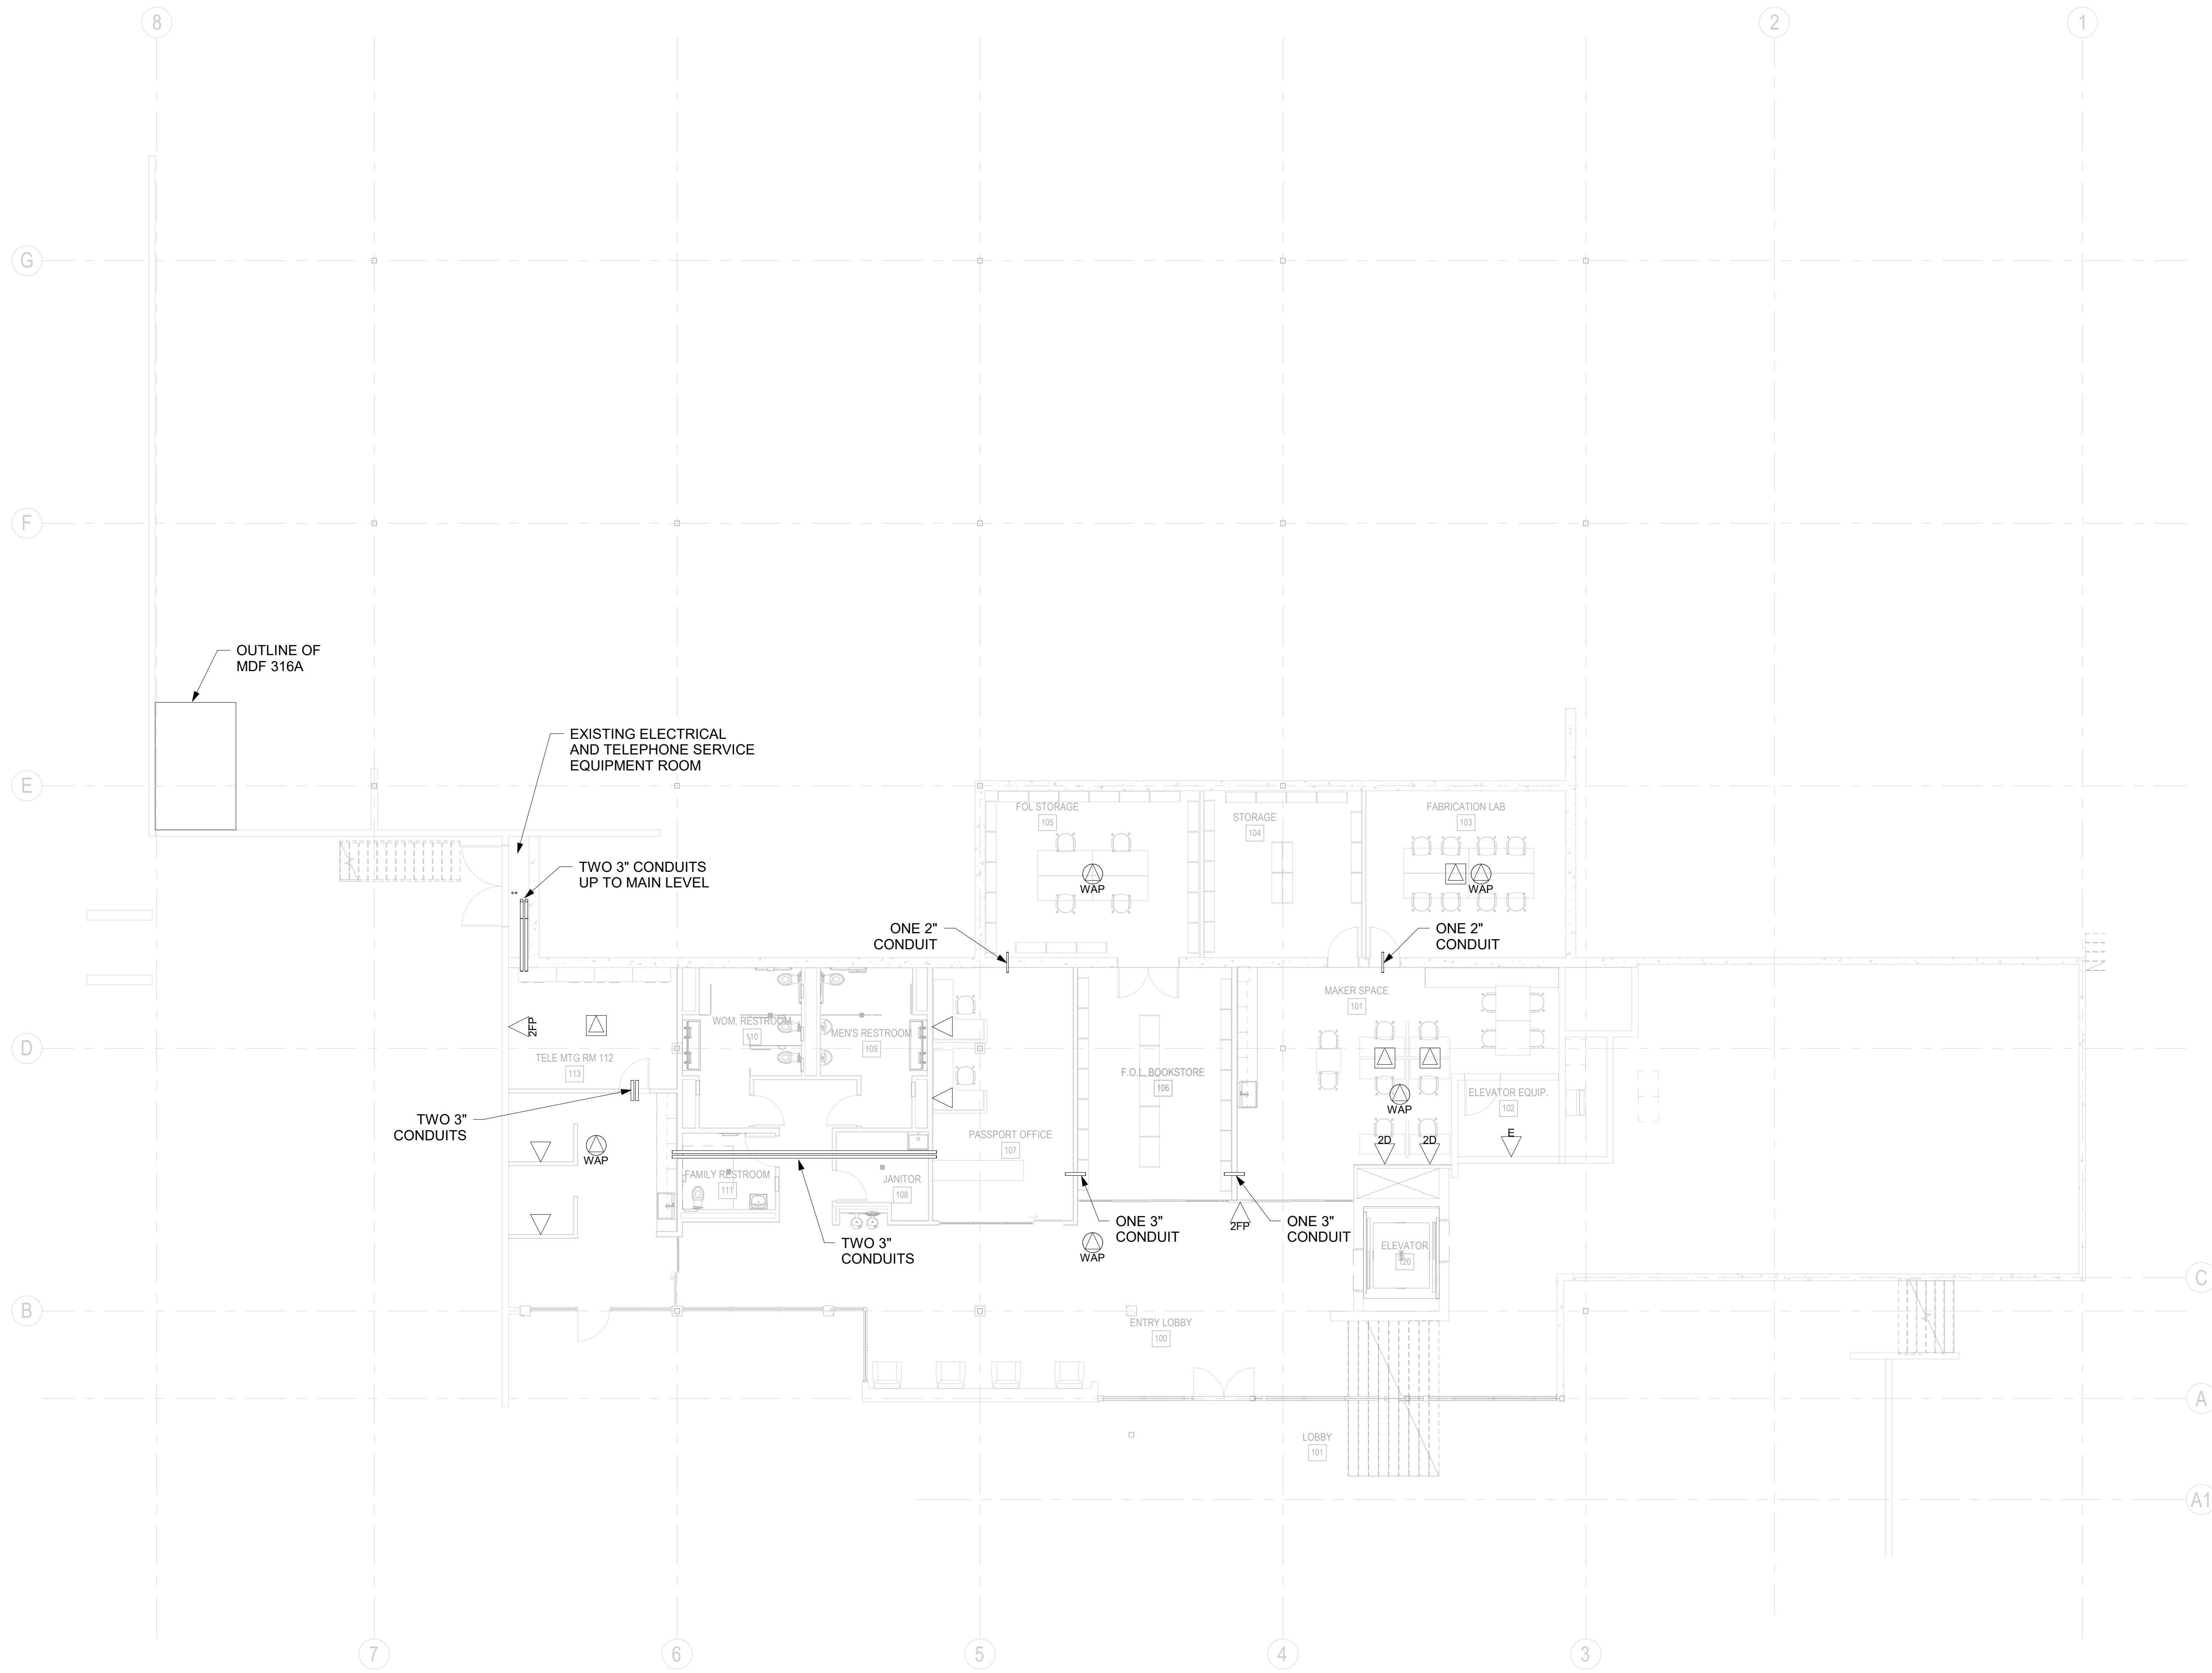 8
2
1
G
F
OUTLINE OF
MDF 316A
EXISTING ELECTRICAL
AND TELEPHONE SERVICE
EQUIPMENT ROOM
E
FOL STORAGE
105
STORAGE
104
FABRICATION LAB
103
TWO 3" CONDUITS
UP TO MAIN LEVEL
WAP
WAP
ONE 2"
CONDUIT
ONE 2"
CONDUIT
MAKER SPACE
101
2FP
WOM. RESTROOM
110
MEN'S RESTROOM
109
D
TELE MTG RM 112
113
F.O.L. BOOKSTORE
106
ELEVATOR EQUIP.
102
WAP
TWO 3"
CONDUITS
PASSPORT OFFICE
107
2D
2D
E
WAP
FAMILY RESTROOM
111
JANITOR
108
ONE 3"
CONDUIT
2FP
ONE 3"
CONDUIT
TWO 3"
CONDUITS
WAP
ELEVATOR
120
C
B
ENTRY LOBBY
100
A
LOBBY
101
A1
7
6
5
4
3